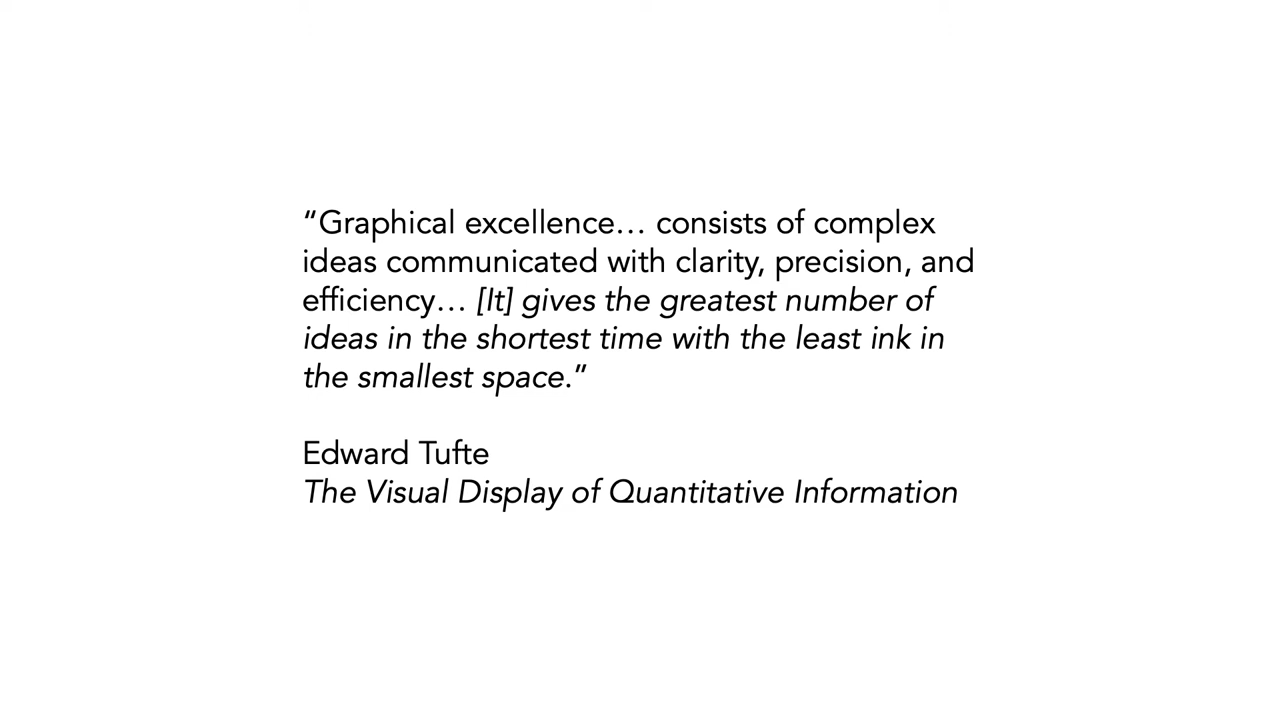 “Graphical excellence… consists of complex
ideas communicated with clarity, precision, and
efficiency… [It] gives the greatest number of
ideas in the shortest time with the least ink in
the smallest space.”
Edward Tufte
The Visual Display of Quantitative Information